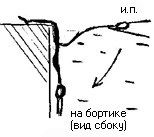 и.п.
на бортике
(вид сбоку)